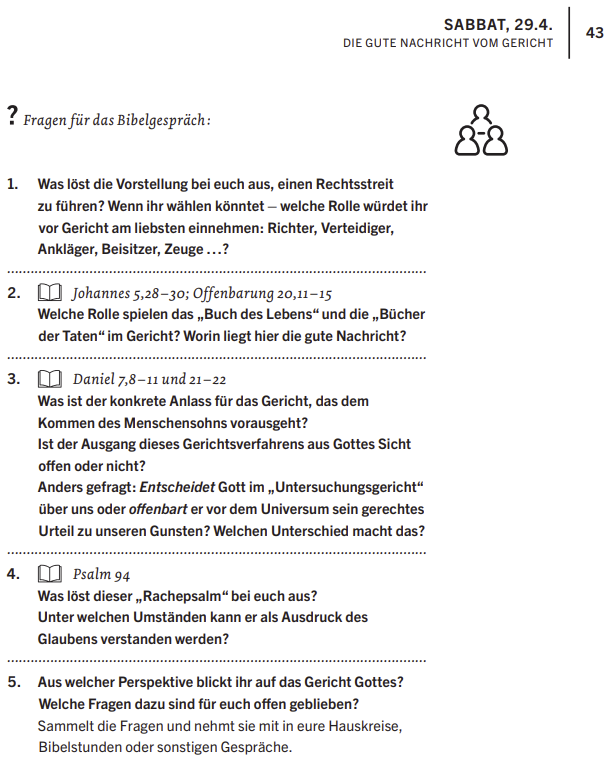 SABBAT, 29.4.
DIE GUTE NACHRICHT VOM GERICHT
43
? Fragen für das Bibelgespräch:
1. Was löst die Vorstellung bei euch aus, einen Rechtsstreit
zu führen? Wenn ihr wählen könntet – welche Rolle würdet ihr
vor Gericht am liebsten einnehmen: Richter, Verteidiger,
Ankläger, Beisitzer, Zeuge …?
2. Johannes 5,28–30; Offenbarung 20,11–15
Welche Rolle spielen das „Buch des Lebens“ und die „Bücher
der Taten“ im Gericht? Worin liegt hier die gute Nachricht?
3. Daniel 7,8–11 und 21–22
Was ist der konkrete Anlass für das Gericht, das dem
Kommen des Menschensohns vorausgeht?
Ist der Ausgang dieses Gerichtsverfahrens aus Gottes Sicht
offen oder nicht?
Anders gefragt: Entscheidet Gott im „Untersuchungsgericht“
über uns oder offenbart er vor dem Universum sein gerechtes
Urteil zu unseren Gunsten? Welchen Unterschied macht das?
4. Psalm 94
Was löst dieser „Rachepsalm“ bei euch aus?
Unter welchen Umständen kann er als Ausdruck des
Glaubens verstanden werden?
5. Aus welcher Perspektive blickt ihr auf das Gericht Gottes?
Welche Fragen dazu sind für euch offen geblieben?
Sammelt die Fragen und nehmt sie mit in eure Hauskreise,
Bibelstunden oder sonstigen Gespräche.